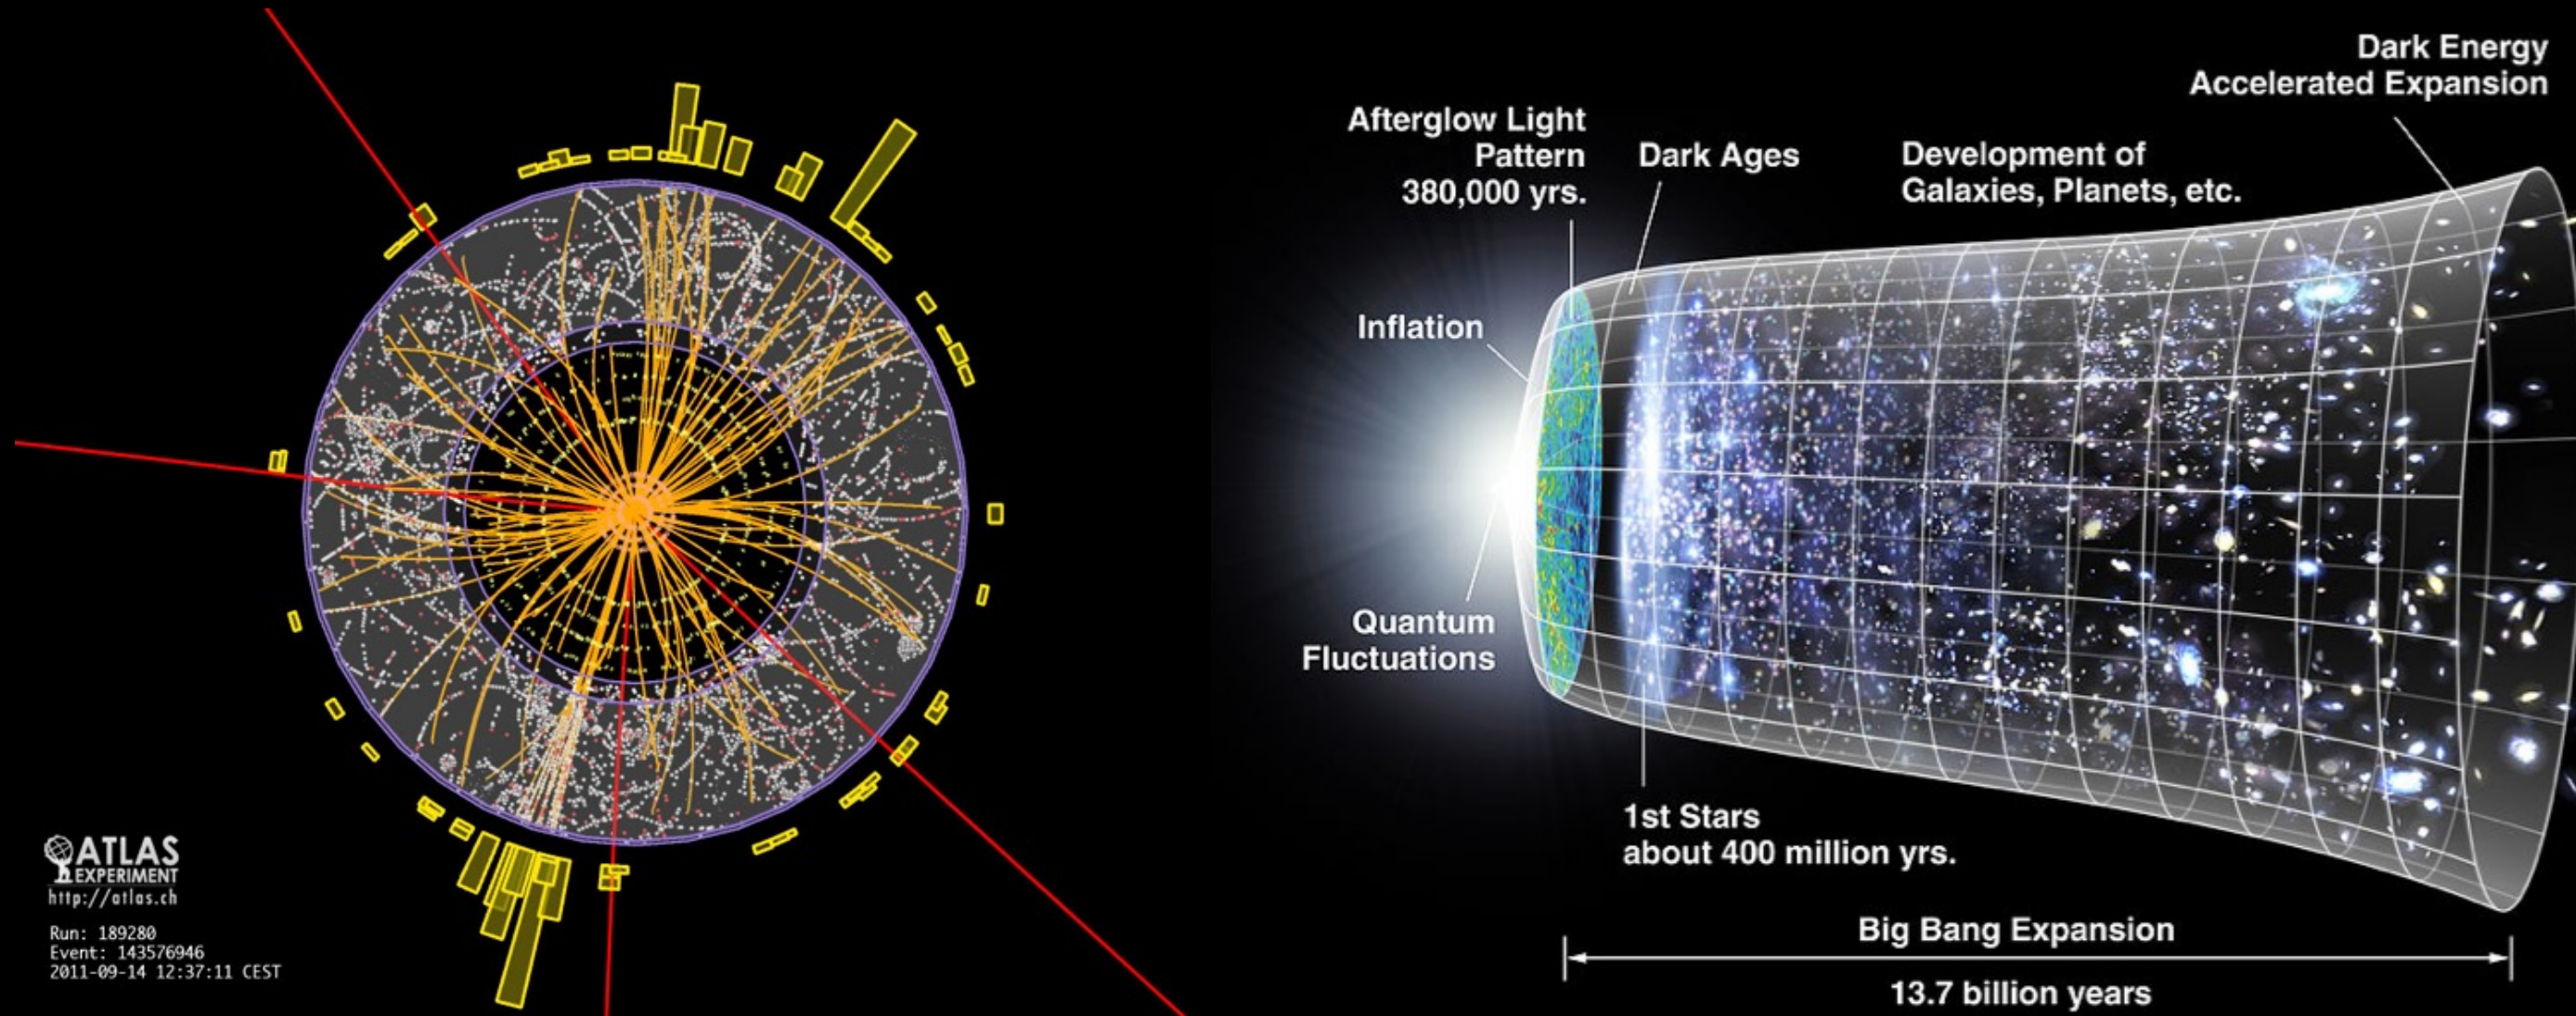 ATLAS
EXPERIMENT
http://atlas.ch
Run: 189280
Event: 143576946
2011-09-14 12:37:11 CEST
Dark Energy
Accelerated Expansion
Afterglow Light
Pattern
380,000 yrs.
Dark Ages
Development of
Galaxies, Planets, etc.
Inflation
Quantum
Fluctuations
1st Stars
about 400 million yrs.
Big Bang Expansion
13.7 billion years